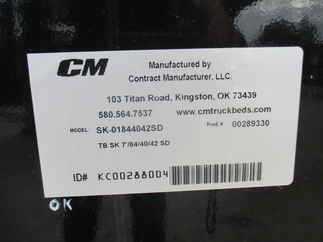 CM
Manufactured by
Contract Manufacturer, LLC.
103 Titan Road, Kingston, OK 73439
580.564.7537 www.cmtruckbeds.com
MODEL: SK-01844042SD Prod.# 00289330
TB SK 7'/84/40/42 SD
ID# KC00288004
OK